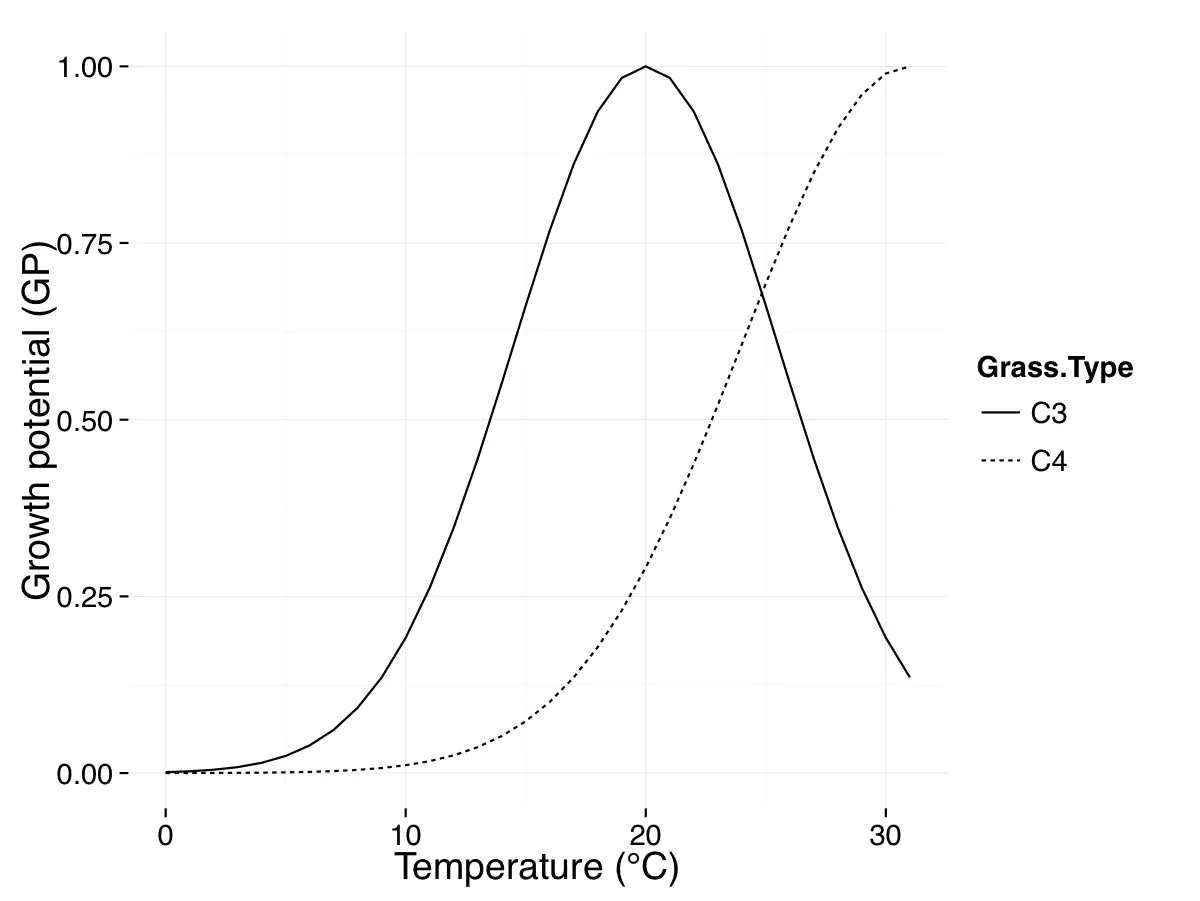 1.00
0.75
0.50
0.25
0.00
Growth potential (GP)
0 10 20 30
Temperature (°C)
Grass.Type
C3
C4